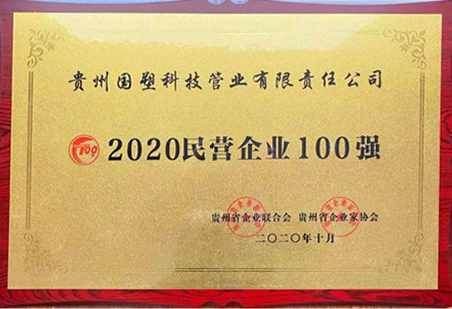 贵州国塑科技管业有限责任公司
2020民营企业100强
贵州省企业联合会 贵州省企业家协会
二〇二〇年十月